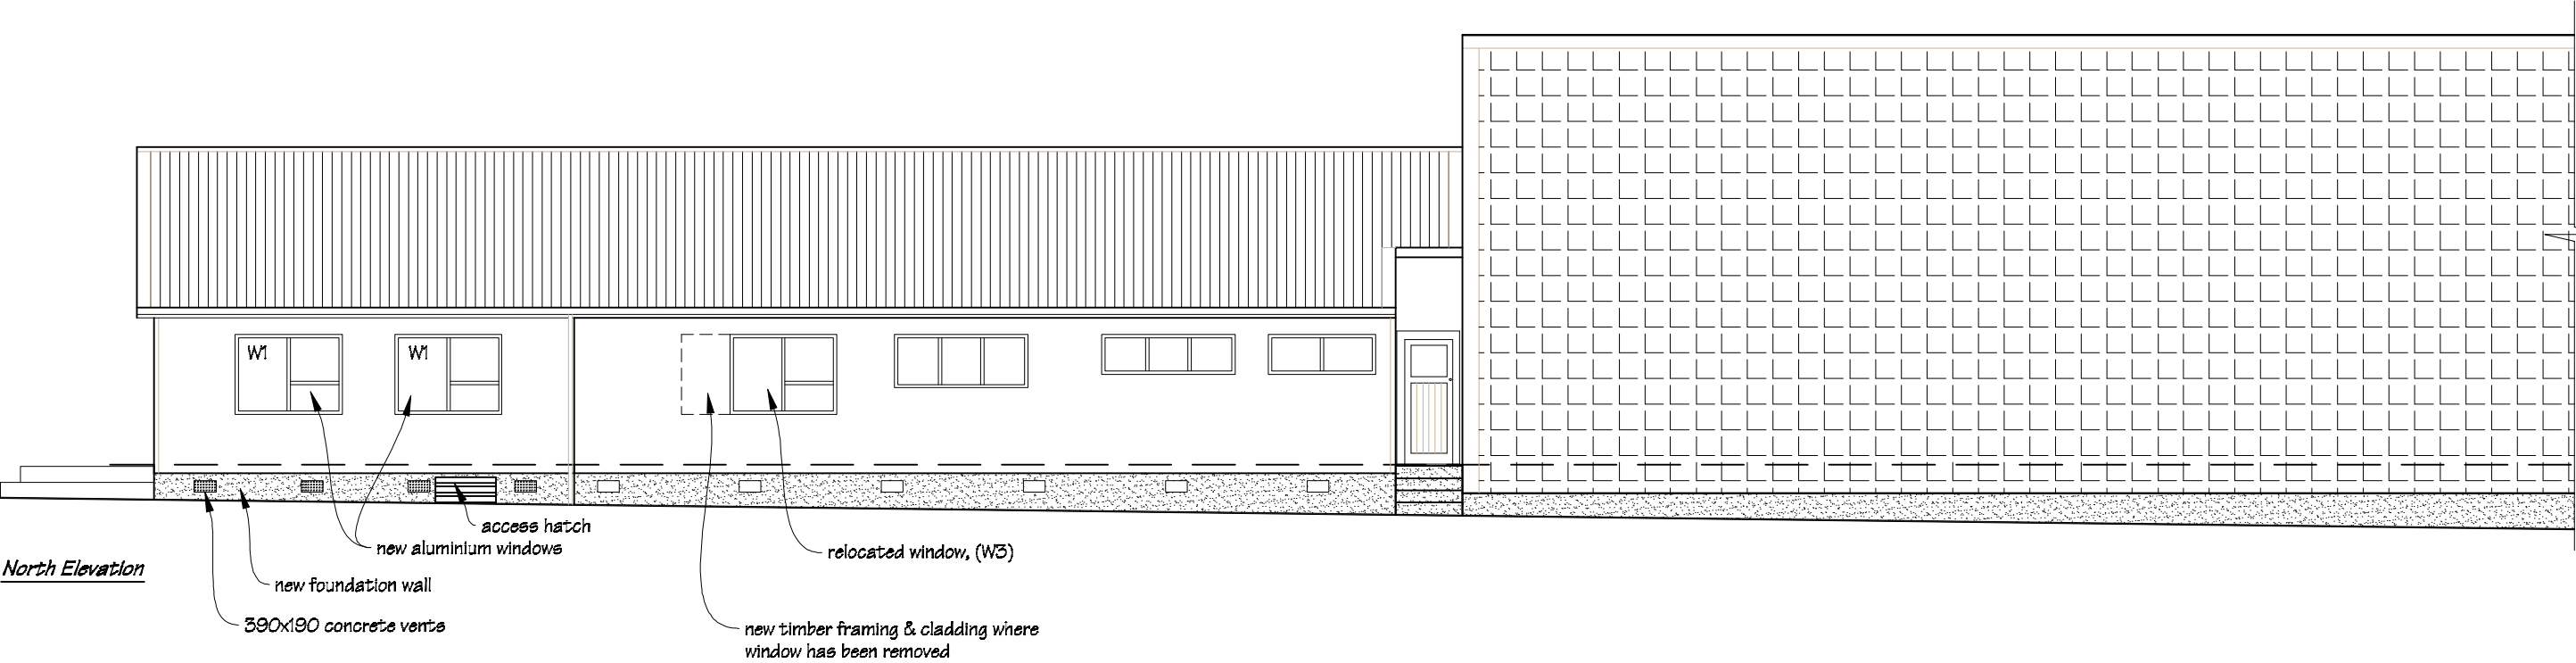 W1
W1
access hatch
new aluminium windows
relocated window, (W3)
North Elevation
new foundation wall
390x190 concrete vents
new timber framing & cladding where
window has been removed